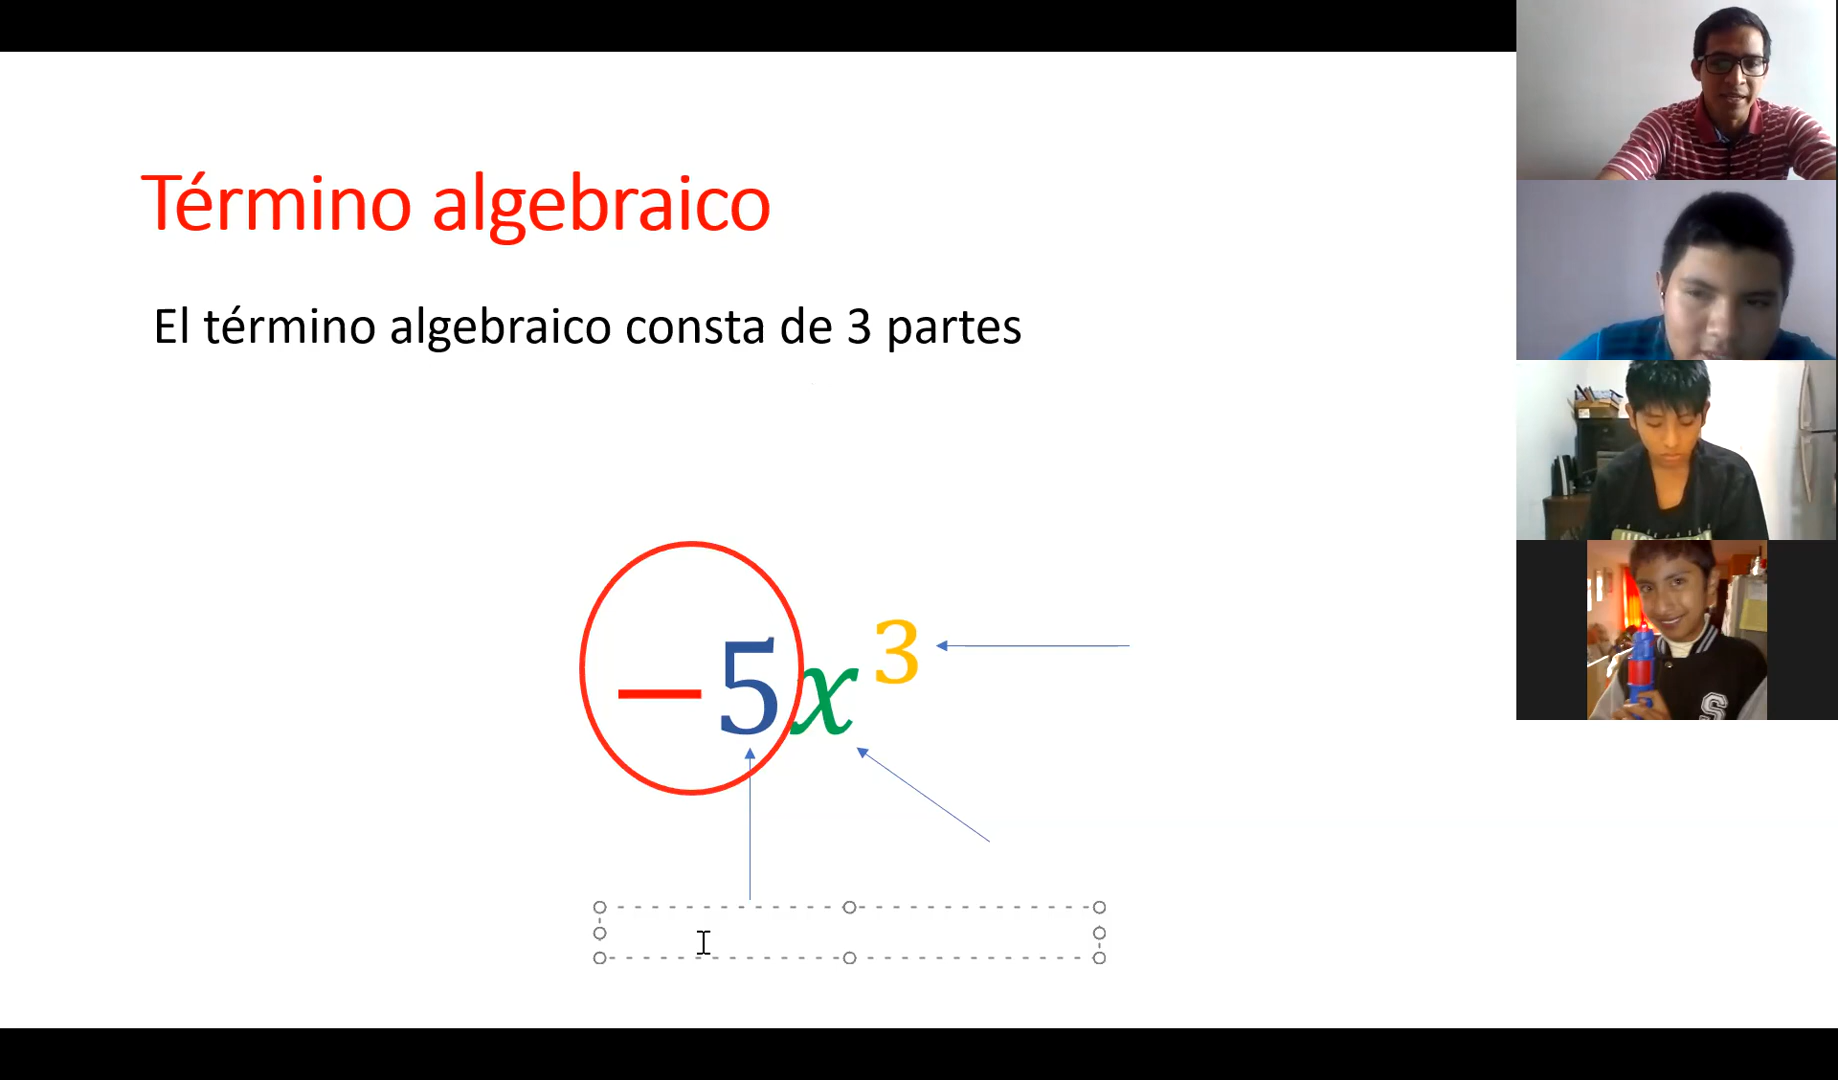 Término algebraico
El término algebraico consta de 3 partes
−5x³
S